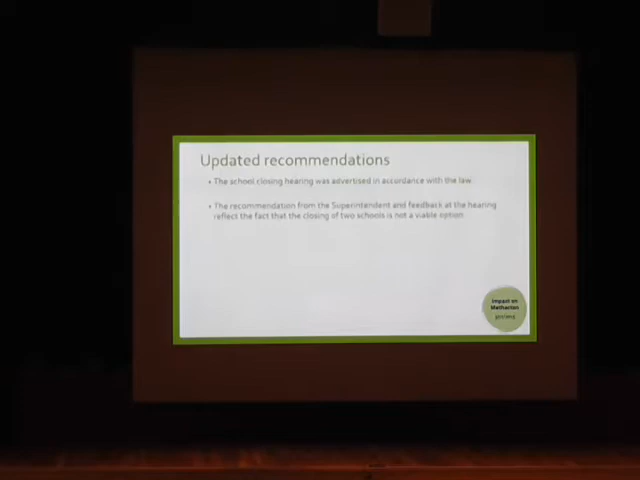 Updated recommendations
• The school closing hearing was advertised in accordance with the law.
• The recommendation from the Superintendent and feedback at the hearing
reflect the fact that the closing of two schools is not a viable option.
Impact on
Methacton